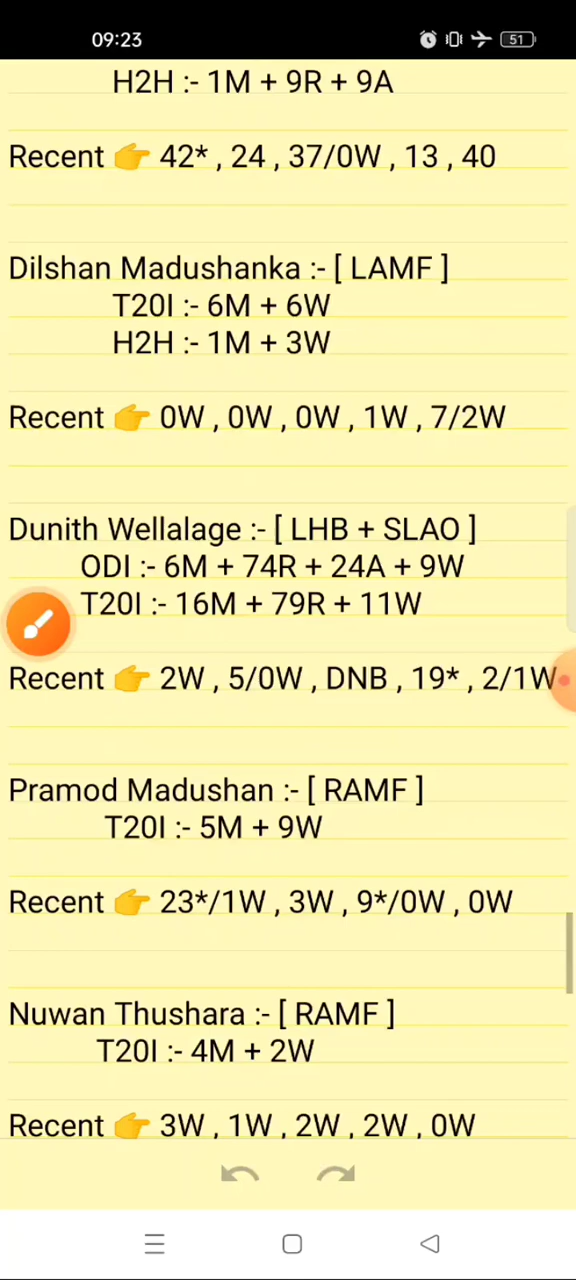 09:23
51
H2H :- 1M + 9R + 9A
Recent 👉 42* , 24 , 37/0W , 13 , 40
Dilshan Madushanka :- [ LAMF ]
T20I :- 6M + 6W
H2H :- 1M + 3W
Recent 👉 0W , 0W , 0W , 1W , 7/2W
Dunith Wellalage :- [ LHB + SLAO ]
ODI :- 6M + 74R + 24A + 9W
T20I :- 16M + 79R + 11W
Recent 👉 2W , 5/0W , DNB , 19* , 2/1W
Pramod Madushan :- [ RAMF ]
T20I :- 5M + 9W
Recent 👉 23*/1W , 3W , 9*/0W , 0W
Nuwan Thushara :- [ RAMF ]
T20I :- 4M + 2W
Recent 👉 3W , 1W , 2W , 2W , 0W